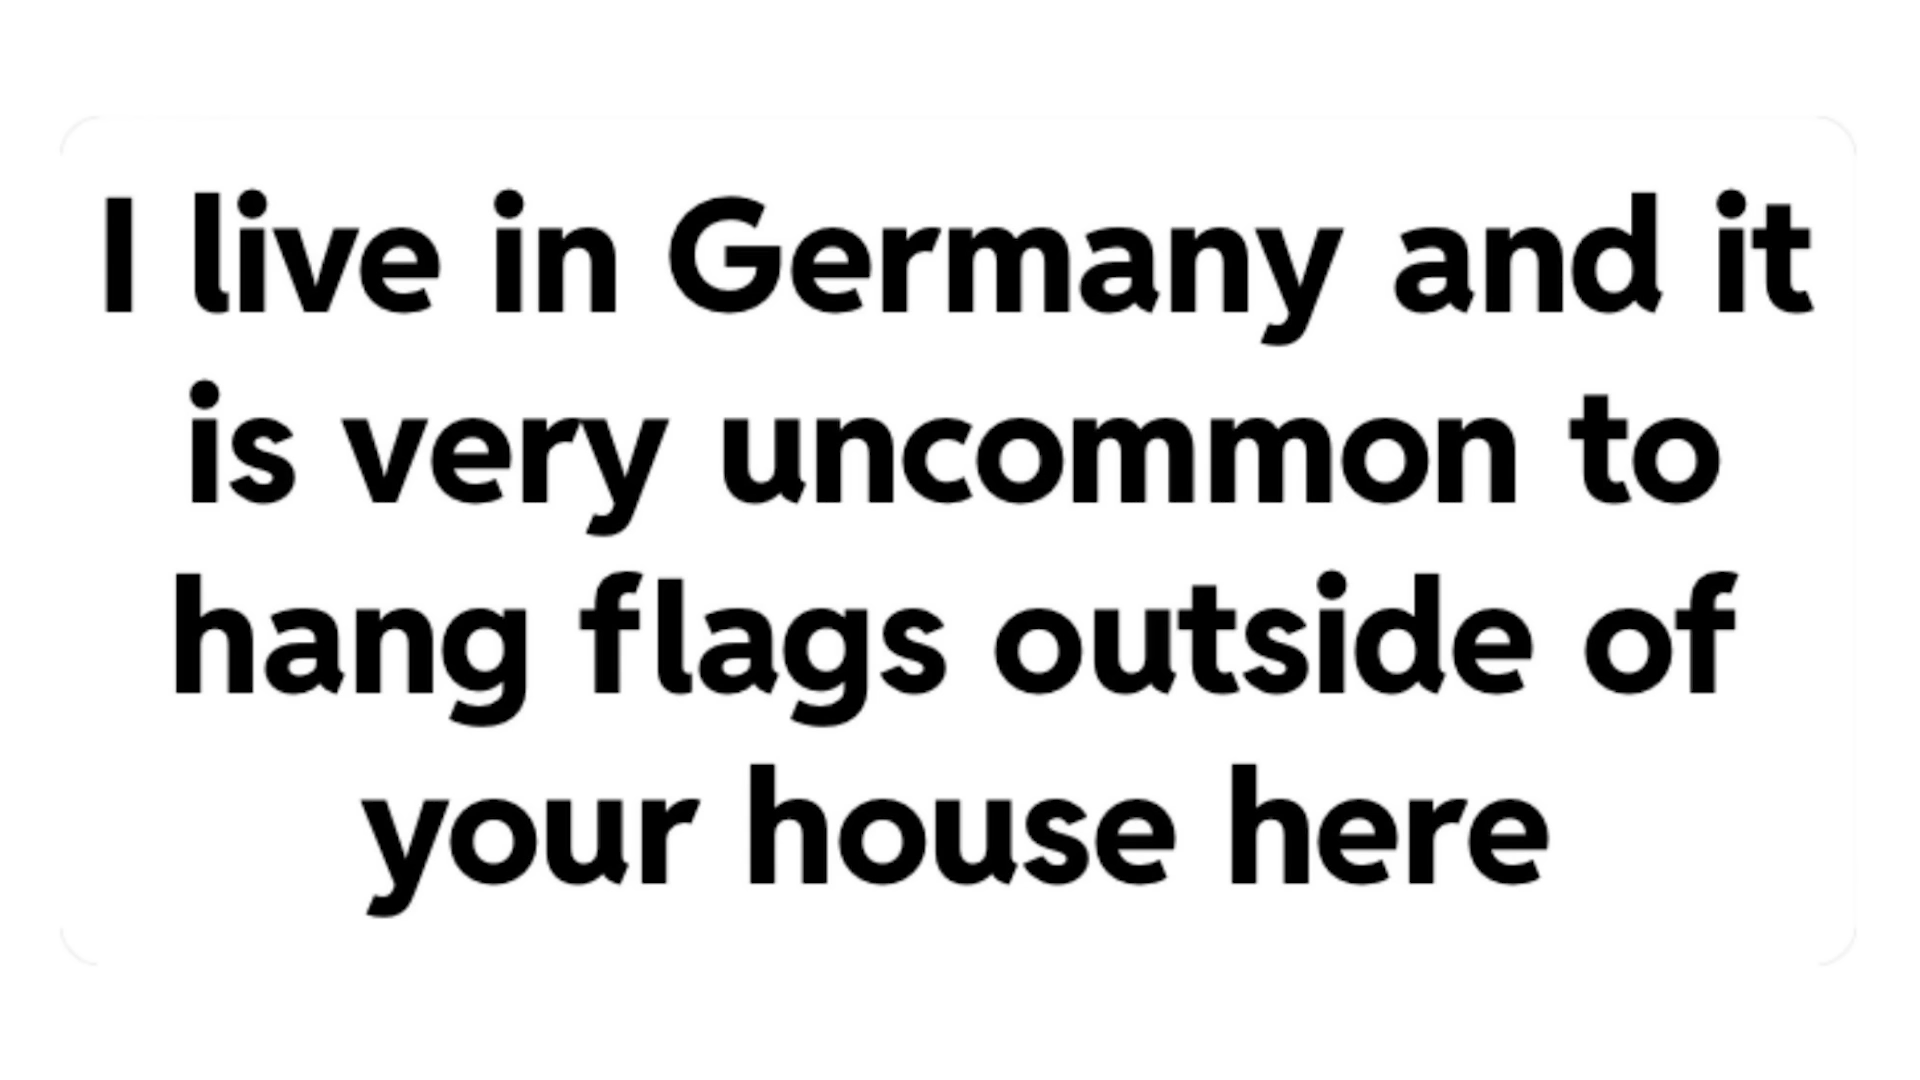 I live in Germany and it
is very uncommon to
hang flags outside of
your house here